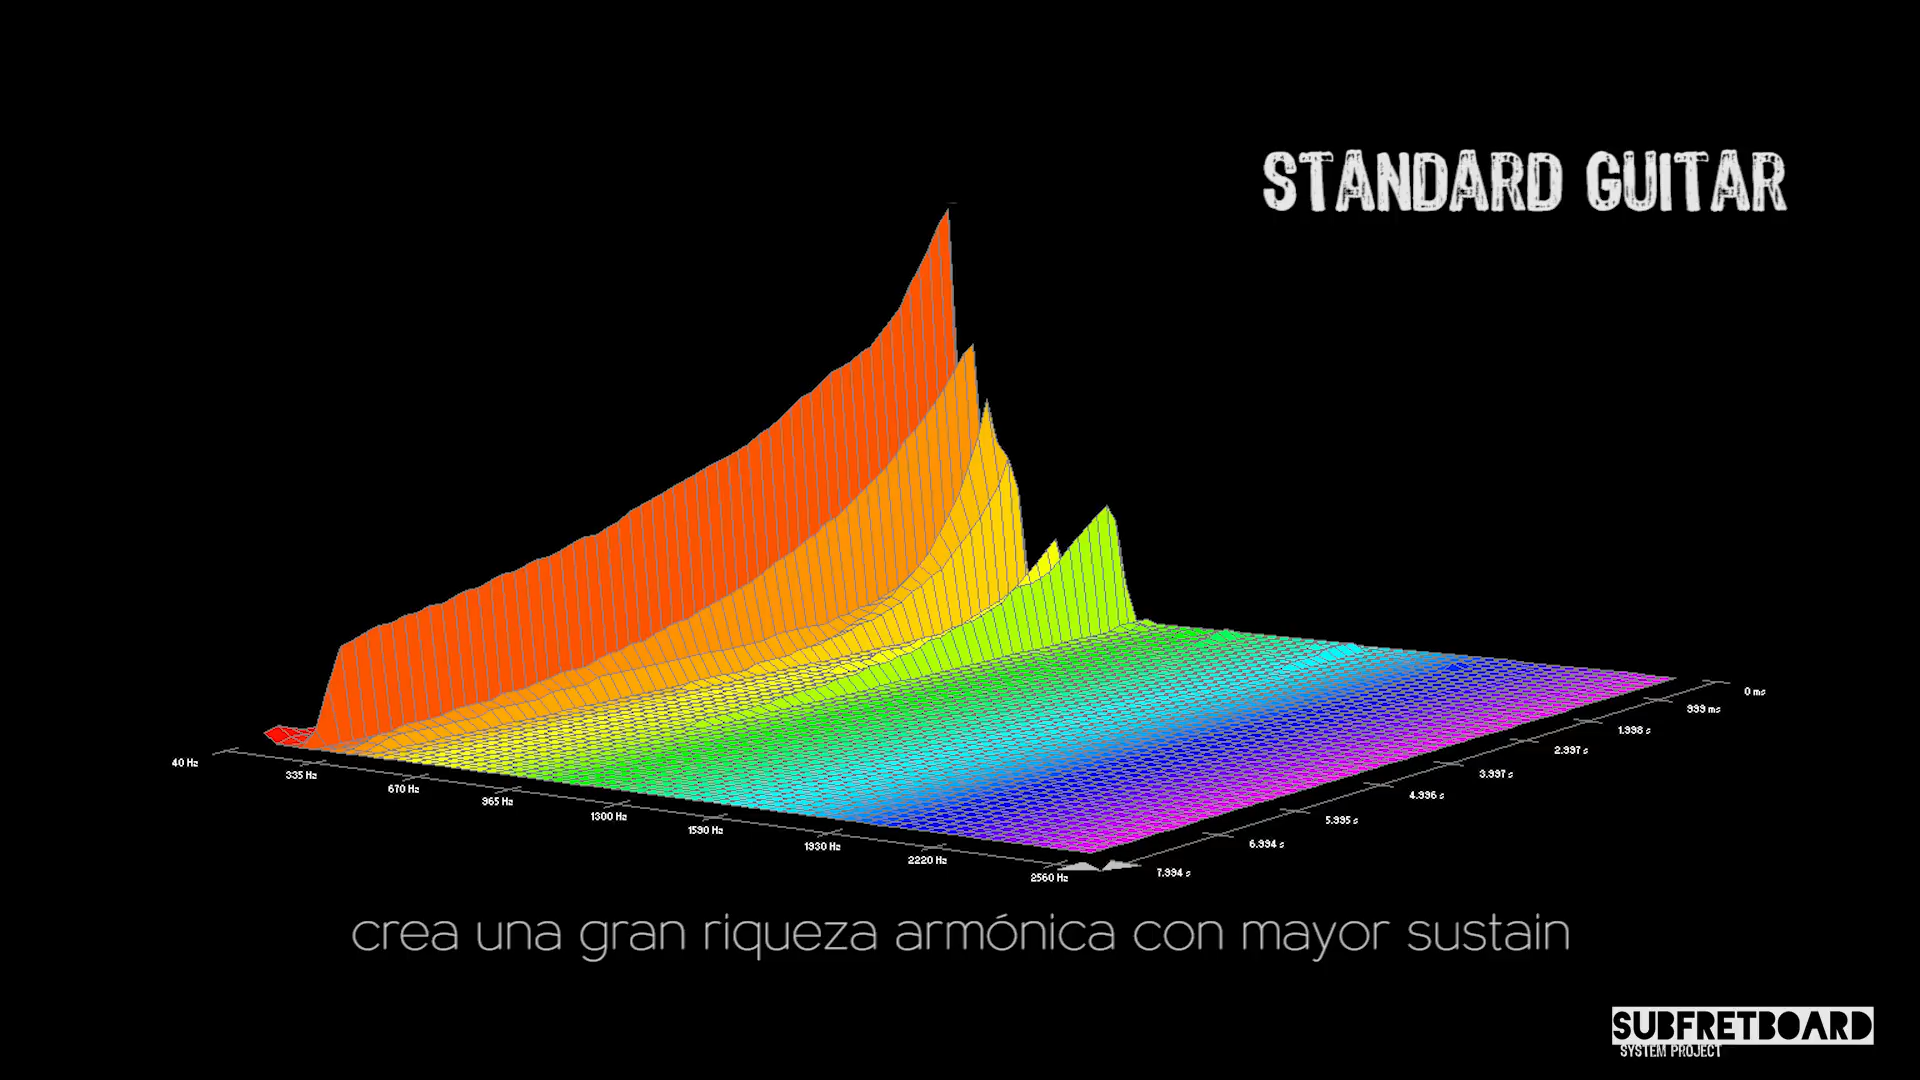 STANDARD GUITAR
0 ms
999 ms
1.998 s
2.997 s
3.997 s
4.996 s
5.995 s
6.994 s
7.994 s
40 Hz
335 Hz
670 Hz
965 Hz
1300 Hz
1590 Hz
1930 Hz
2220 Hz
2560 Hz
crea una gran riqueza armónica con mayor sustain
SUBFRETBOARD
SYSTEM PROJECT